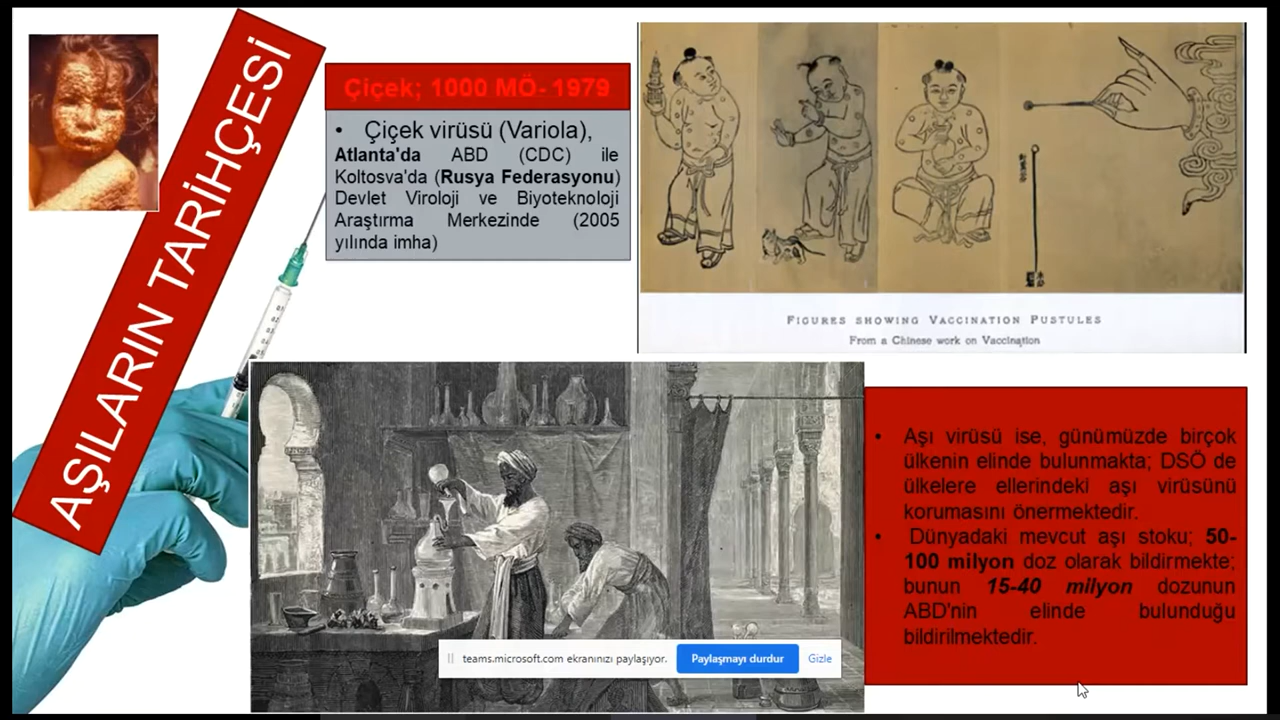 AŞILARIN TARİHÇESİ
Çiçek; 1000 MÖ- 1979
• Çiçek virüsü (Variola),
Atlanta'da ABD (CDC) ile
Koltosva'da (Rusya Federasyonu)
Devlet Viroloji ve Biyoteknoloji
Araştırma Merkezinde (2005
yılında imha)
FIGURES SHOWING VACCINATION PUSTULES
From a Chinese work on Vaccination
• Aşı virüsü ise, günümüzde birçok
ülkenin elinde bulunmakta; DSÖ de
ülkelere ellerindeki aşı virüsünü
korumasını önermektedir.
• Dünyadaki mevcut aşı stoku; 50-
100 milyon doz olarak bildirmekte;
bunun 15-40 milyon dozunun
ABD'nin elinde bulunduğu
bildirilmektedir.
teams.microsoft.com ekranınızı paylaşıyor.
Paylaşmayı durdur
Gizle